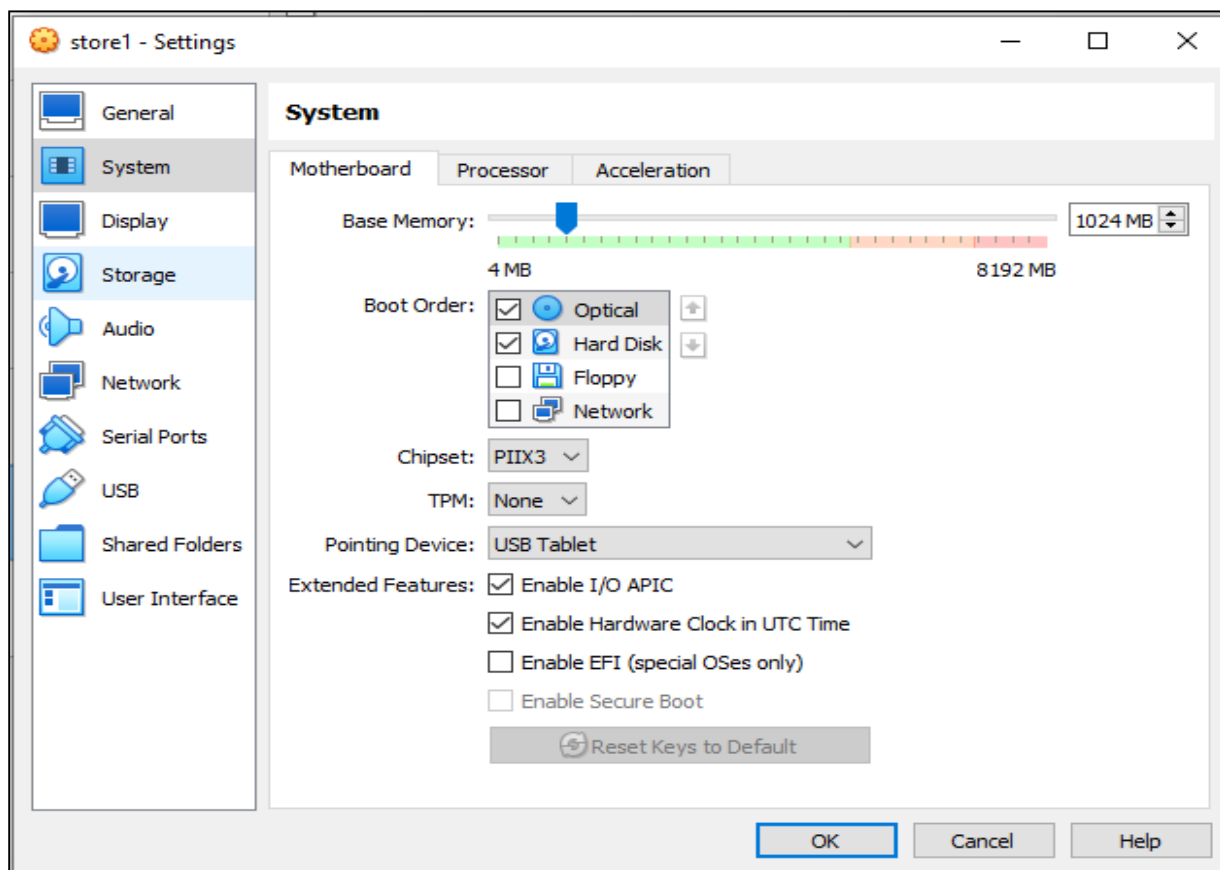 store1 - Settings
General
System
Display
Storage
Audio
Network
Serial Ports
USB
Shared Folders
User Interface
System
Motherboard Processor Acceleration
Base Memory: 1024 MB
4 MB 8192 MB
Boot Order: Optical
Hard Disk
Floppy
Network
Chipset: PIIX3
TPM: None
Pointing Device: USB Tablet
Extended Features: Enable I/O APIC
Enable Hardware Clock in UTC Time
Enable EFI (special OSes only)
Enable Secure Boot
Reset Keys to Default
OK Cancel Help